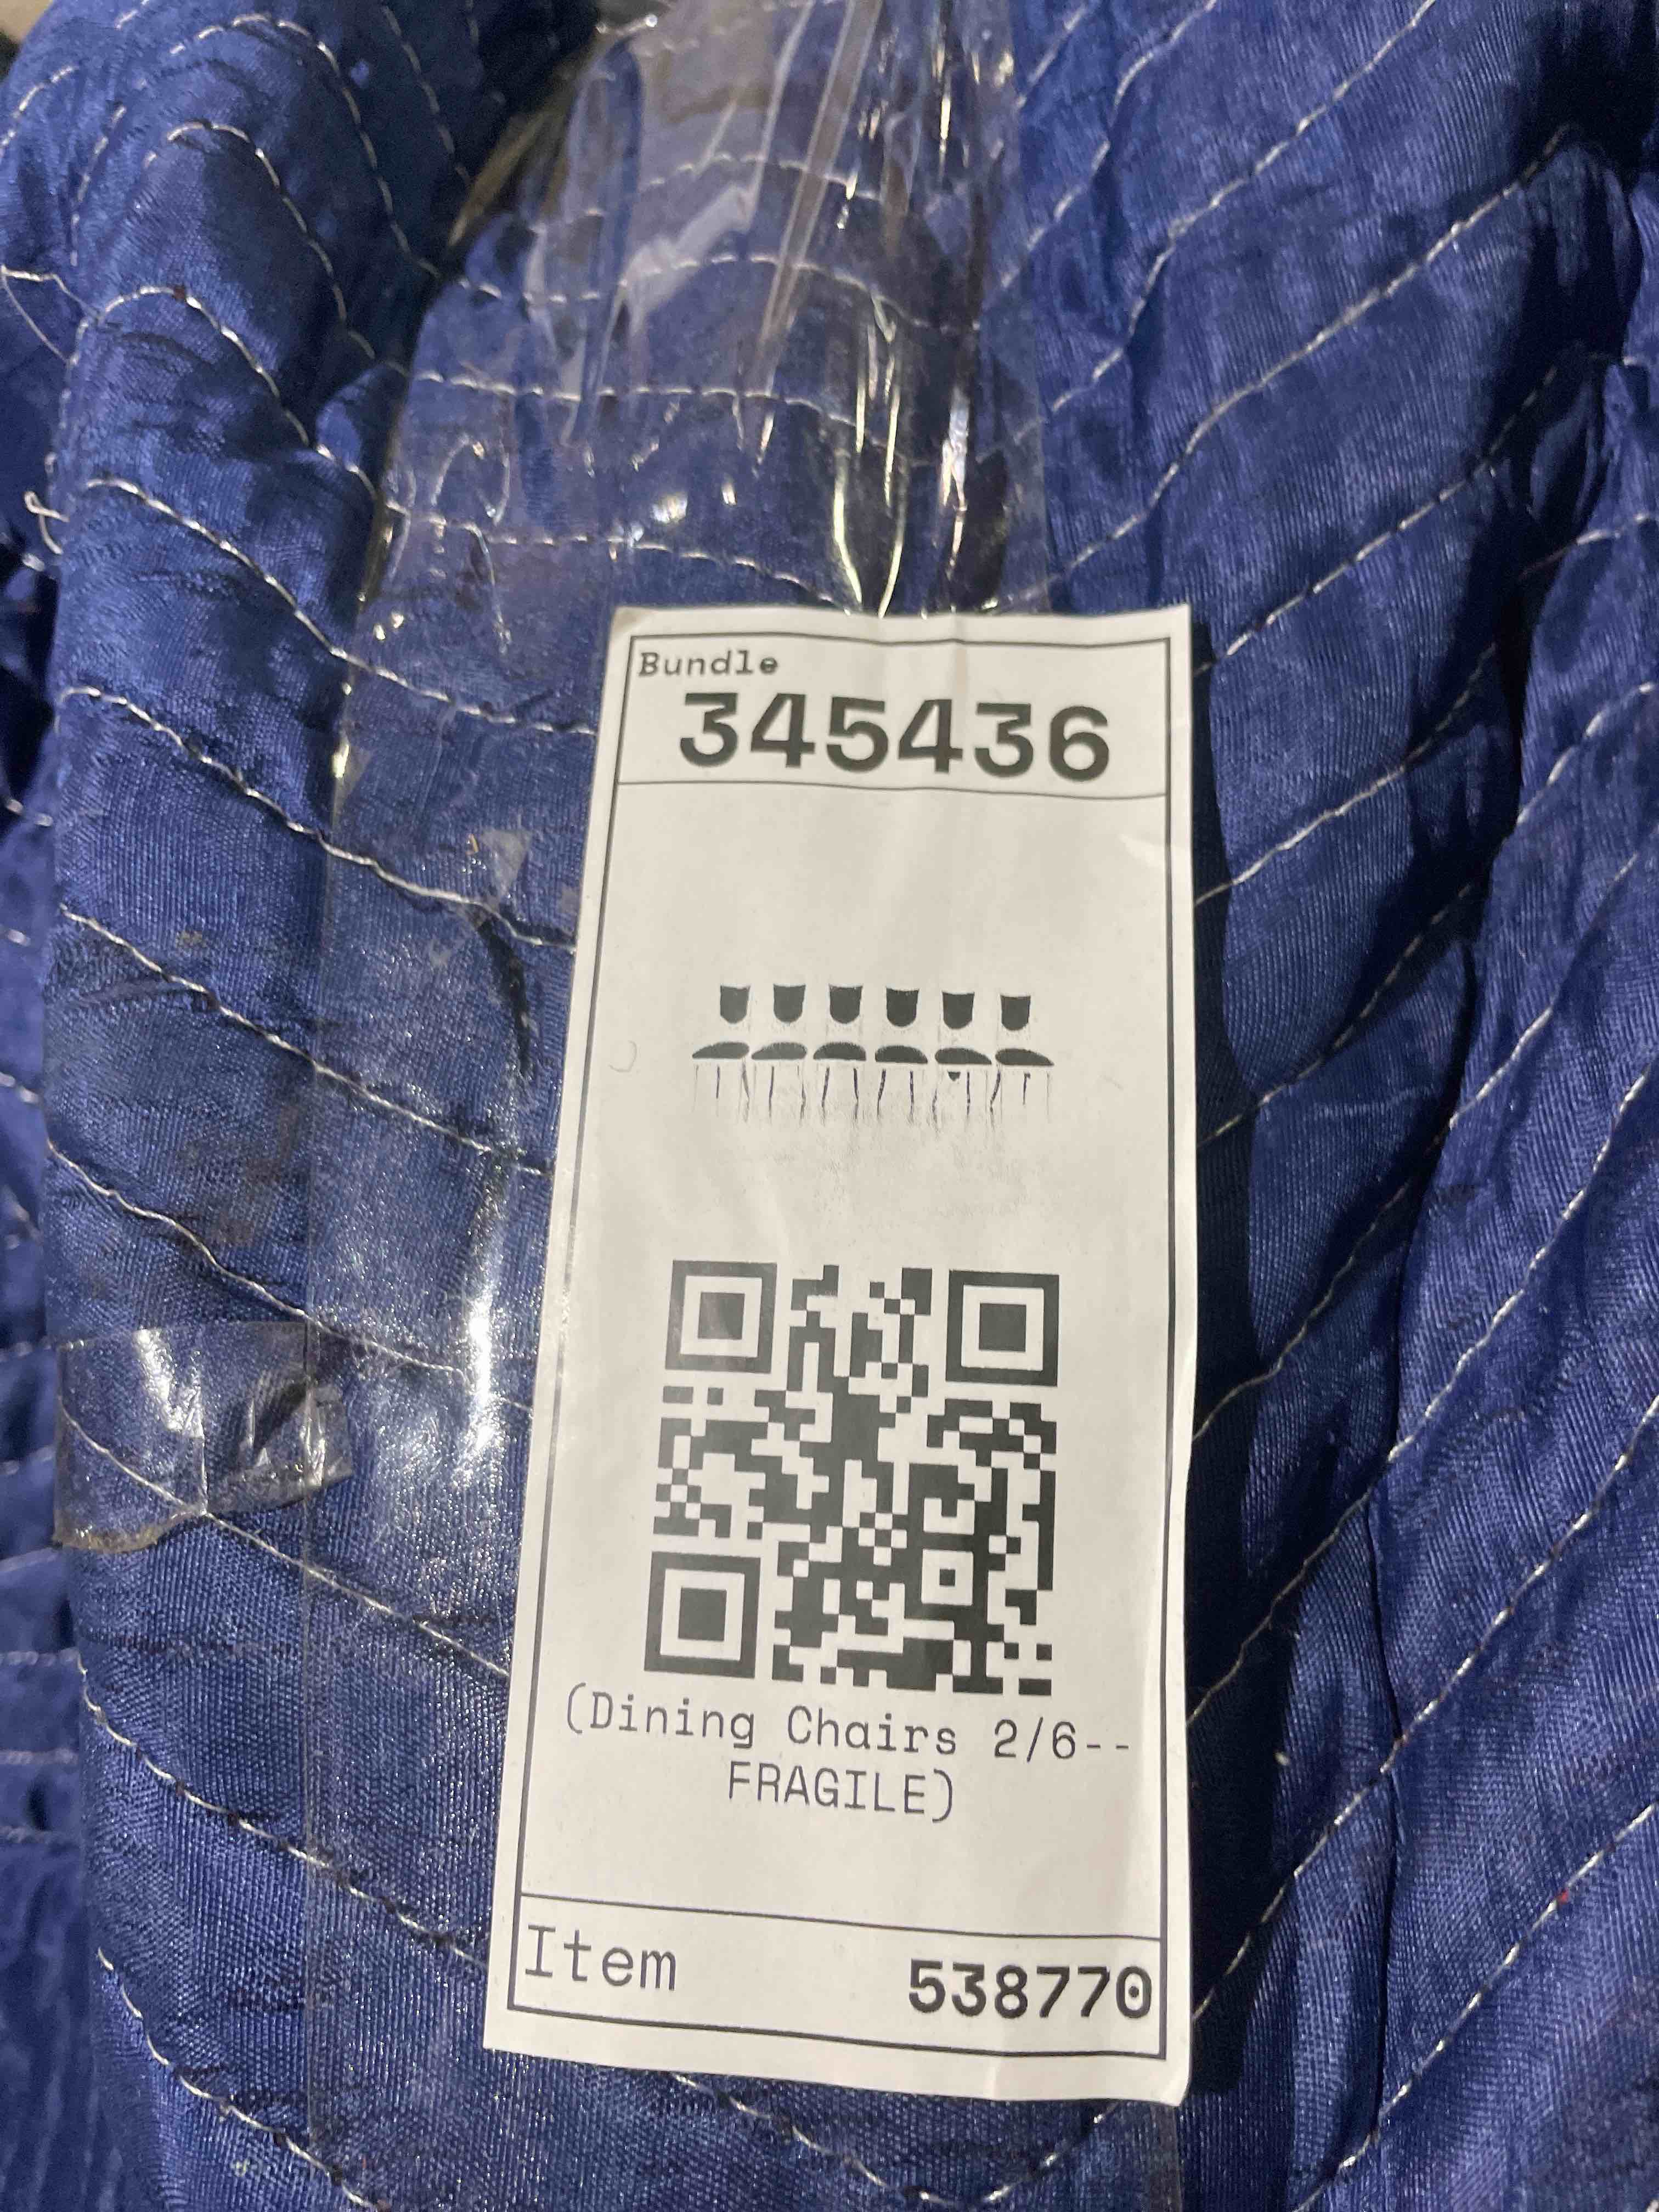 Bundle
345436
(Dining Chairs 2/6--
FRAGILE)
Item 538770